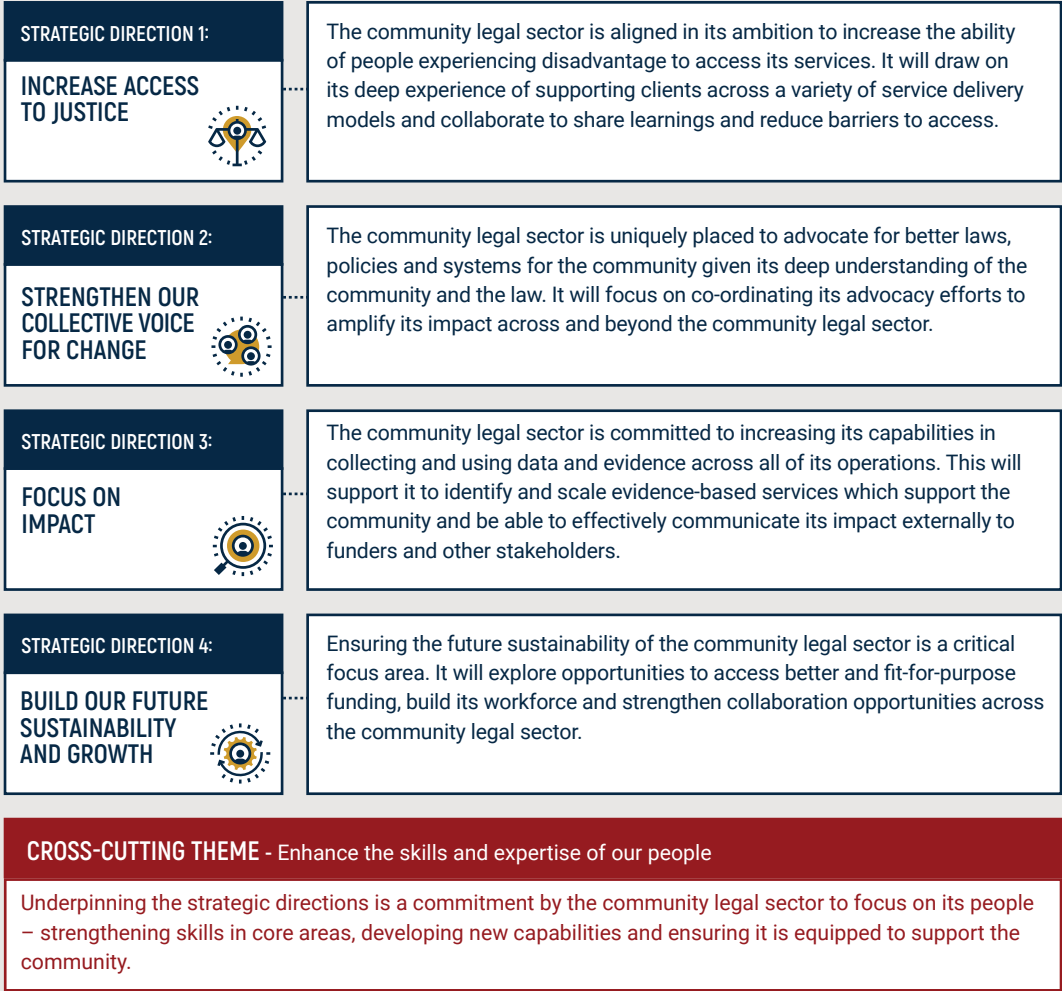 STRATEGIC DIRECTION 1:
INCREASE ACCESS
TO JUSTICE
The community legal sector is aligned in its ambition to increase the ability
of people experiencing disadvantage to access its services. It will draw on
its deep experience of supporting clients across a variety of service delivery
models and collaborate to share learnings and reduce barriers to access.
STRATEGIC DIRECTION 2:
STRENGTHEN OUR
COLLECTIVE VOICE
FOR CHANGE
The community legal sector is uniquely placed to advocate for better laws,
policies and systems for the community given its deep understanding of the
community and the law. It will focus on co-ordinating its advocacy efforts to
amplify its impact across and beyond the community legal sector.
STRATEGIC DIRECTION 3:
FOCUS ON
IMPACT
The community legal sector is committed to increasing its capabilities in
collecting and using data and evidence across all of its operations. This will
support it to identify and scale evidence-based services which support the
community and be able to effectively communicate its impact externally to
funders and other stakeholders.
STRATEGIC DIRECTION 4:
BUILD OUR FUTURE
SUSTAINABILITY
AND GROWTH
Ensuring the future sustainability of the community legal sector is a critical
focus area. It will explore opportunities to access better and fit-for-purpose
funding, build its workforce and strengthen collaboration opportunities across
the community legal sector.
CROSS-CUTTING THEME - Enhance the skills and expertise of our people
Underpinning the strategic directions is a commitment by the community legal sector to focus on its people
– strengthening skills in core areas, developing new capabilities and ensuring it is equipped to support the
community.